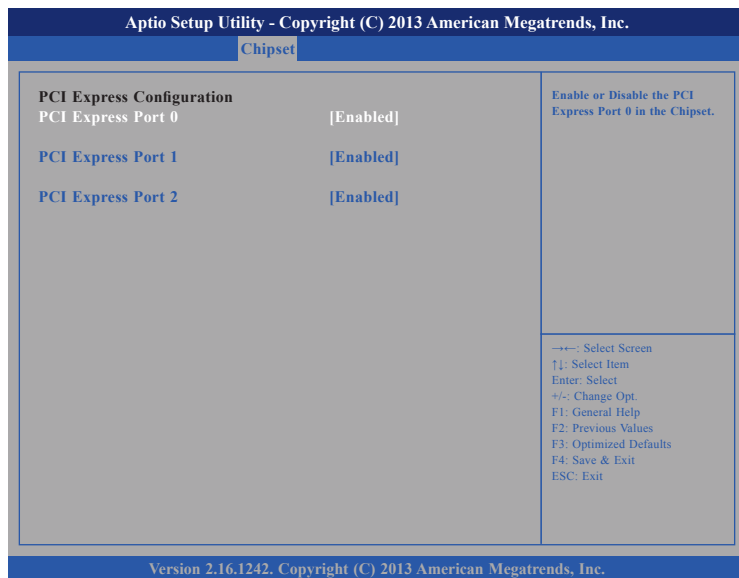 Aptio Setup Utility - Copyright (C) 2013 American Megatrends, Inc.
Chipset
PCI Express Configuration
PCI Express Port 0 [Enabled]
PCI Express Port 1 [Enabled]
PCI Express Port 2 [Enabled]
Enable or Disable the PCI
Express Port 0 in the Chipset.
→←: Select Screen
↑↓: Select Item
Enter: Select
+/-: Change Opt.
F1: General Help
F2: Previous Values
F3: Optimized Defaults
F4: Save & Exit
ESC: Exit
Version 2.16.1242. Copyright (C) 2013 American Megatrends, Inc.